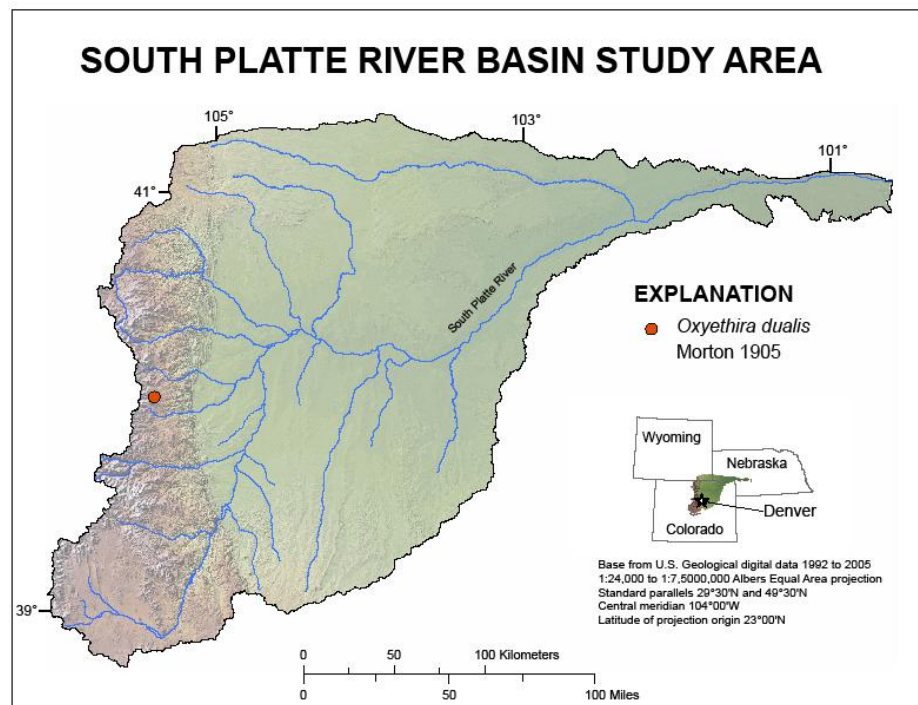 SOUTH PLATTE RIVER BASIN STUDY AREA
105°
103°
101°
41°
South Platte River
EXPLANATION
Oxyethira dualis
Morton 1905
Wyoming
Nebraska
Denver
Colorado
Base from U.S. Geological digital data 1992 to 2005
1:24,000 to 1:7,5000,000 Albers Equal Area projection
Standard parallels 29°30'N and 49°30'N
Central meridian 104°00'W
Latitude of projection origin 23°00'N
39°
0 50 100 Kilometers
0 50 100 Miles